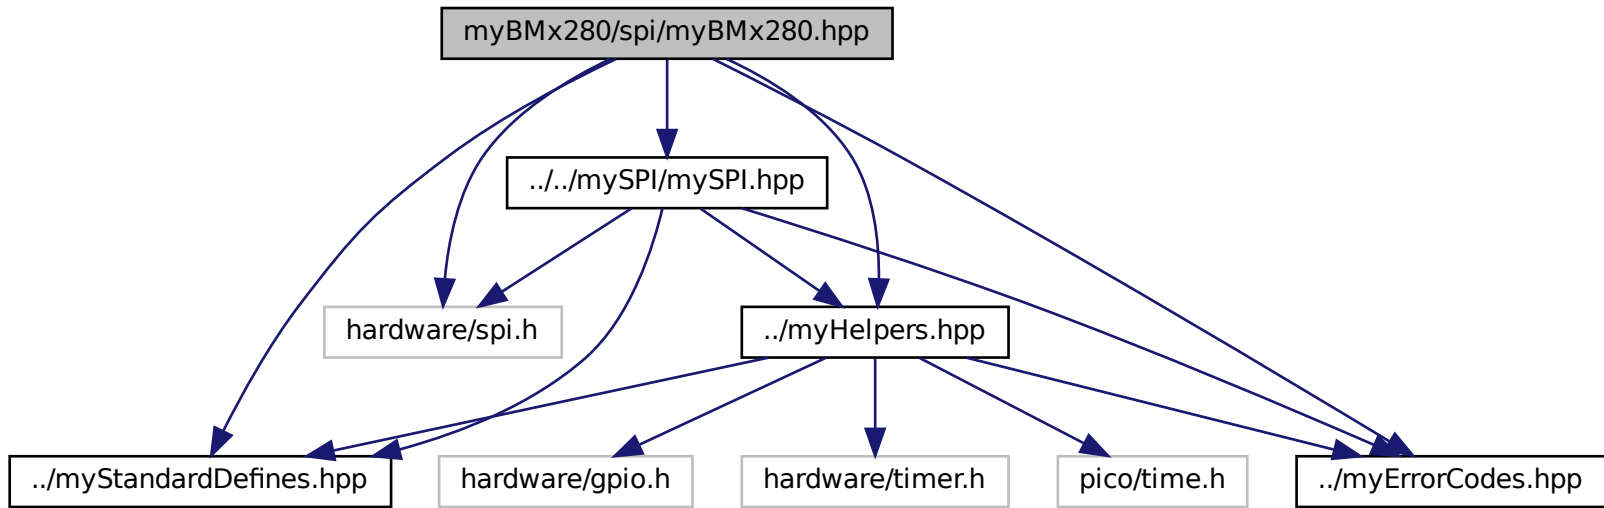 myBMx280/spi/myBMx280.hpp
../../mySPI/mySPI.hpp
hardware/spi.h
../myHelpers.hpp
../myStandardDefines.hpp
hardware/gpio.h
hardware/timer.h
pico/time.h
../myErrorCodes.hpp